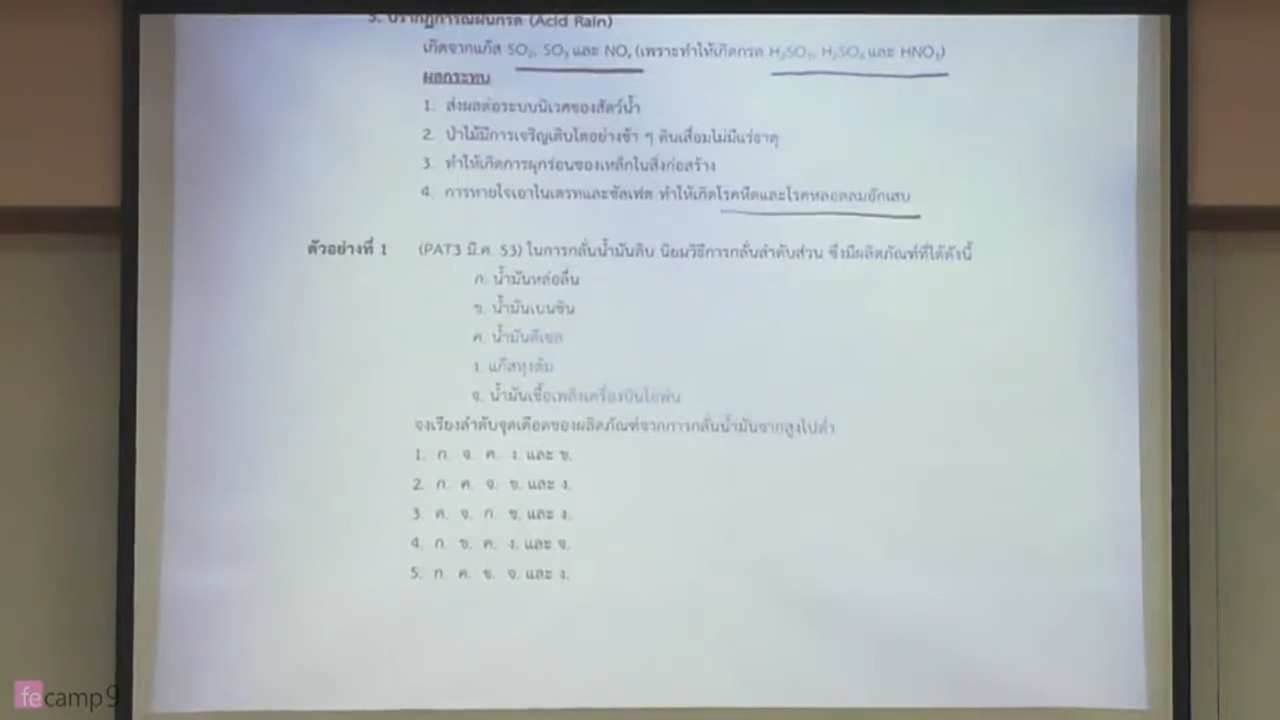 5. ปรากฏการณ์ฝนกรด (Acid Rain)
เกิดจากแก๊ส SO₂, SO₃ และ NOₓ (เพราะทำให้เกิดกรด H₂SO₃, H₂SO₄ และ HNO₃)
ผลกระทบ
1. ส่งผลต่อระบบนิเวศของสัตว์น้ำ
2. ป่าไม้มีการเจริญเติบโตอย่างช้า ๆ ดินเสื่อมไม่มีแร่ธาตุ
3. ทำให้เกิดการผุกร่อนของเหล็กในสิ่งก่อสร้าง
4. การหายใจเอาไนเตรทและซัลเฟต ทำให้เกิดโรคหืดและโรคหลอดลมอักเสบ
ตัวอย่างที่ 1 (PAT3 มี.ค. 53) ในการกลั่นน้ำมันดิบ นิยมวิธีการกลั่นลำดับส่วน ซึ่งมีผลิตภัณฑ์ที่ได้ดังนี้
ก. น้ำมันหล่อลื่น
ข. น้ำมันเบนซิน
ค. น้ำมันดีเซล
ง. แก๊สหุงต้ม
จ. น้ำมันเชื้อเพลิงเครื่องบินไอพ่น
จงเรียงลำดับจุดเดือดของผลิตภัณฑ์จากการกลั่นน้ำมันจากสูงไปต่ำ
1. ก. จ. ค. ง. และ ข.
2. ก. ค. จ. ข. และ ง.
3. ค. จ. ก. ข. และ ง.
4. ก. ข. ค. ง. และ จ.
5. ก. ค. ข. จ. และ ง.
fecamp9